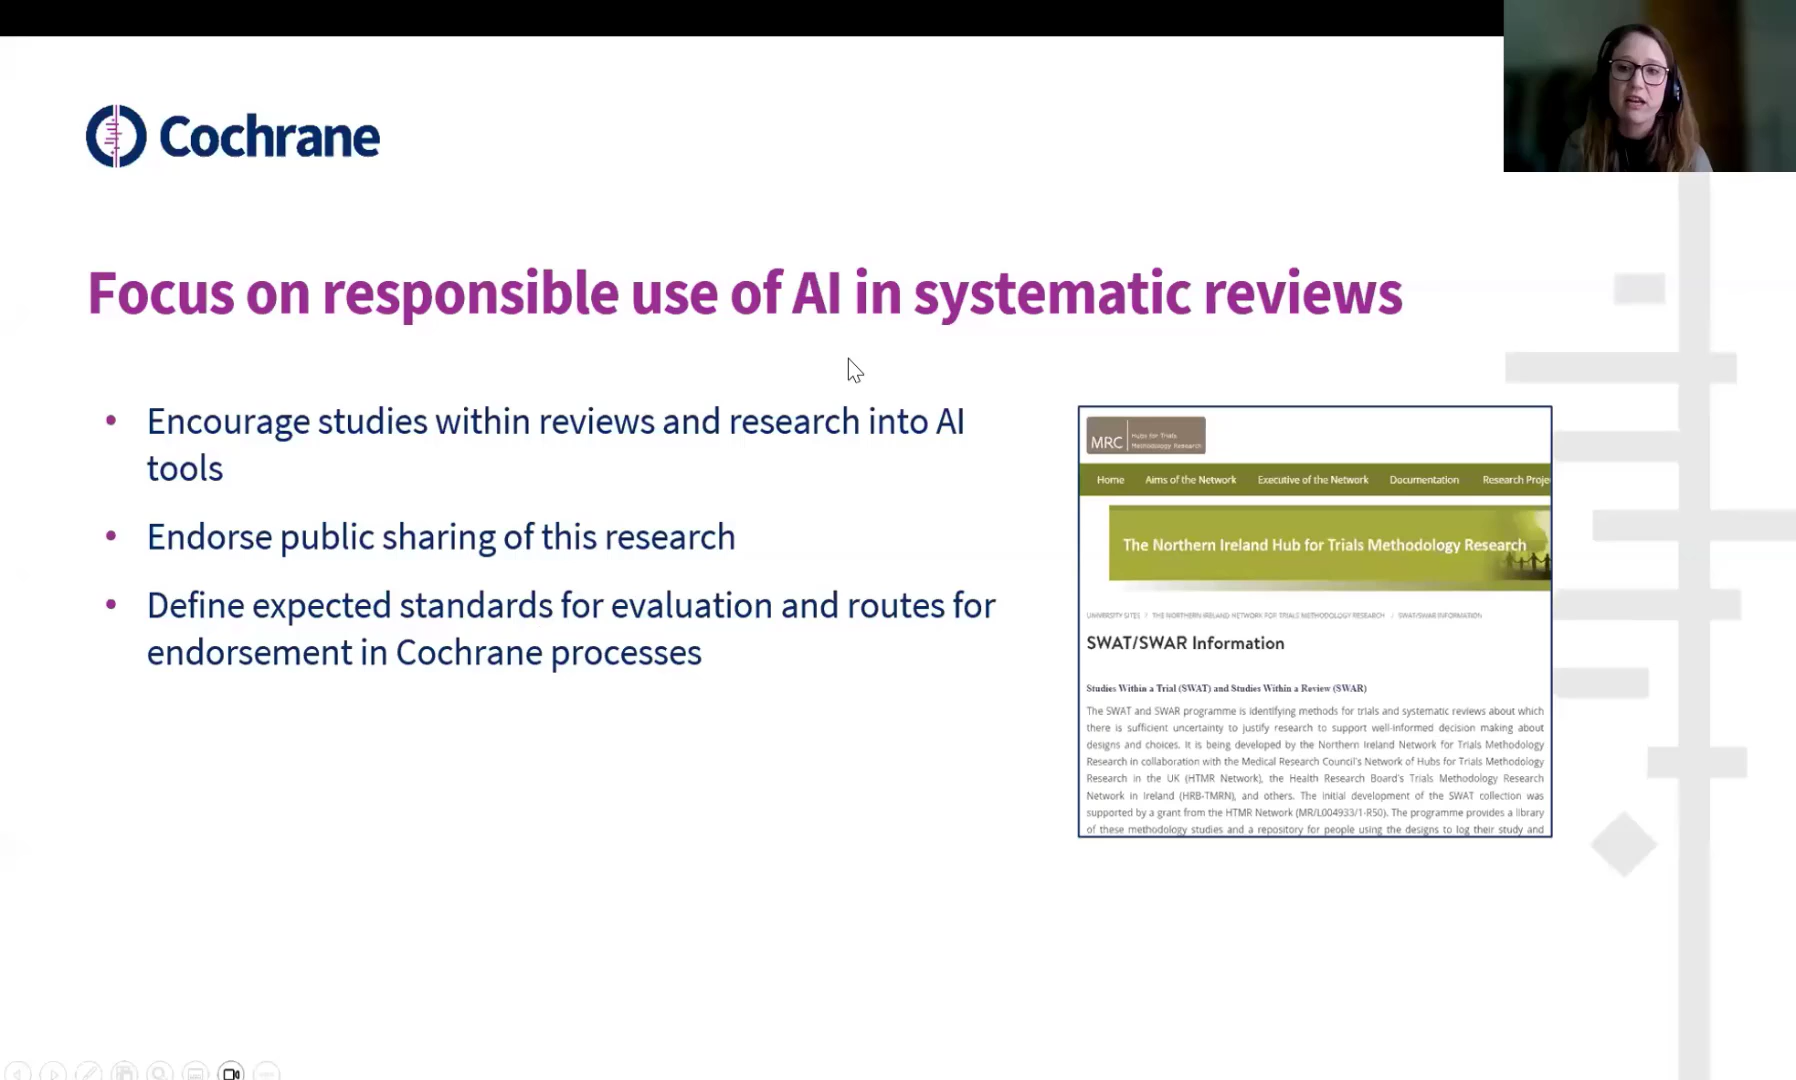 Cochrane
Focus on responsible use of AI in systematic reviews
• Encourage studies within reviews and research into AI
tools
• Endorse public sharing of this research
• Define expected standards for evaluation and routes for
endorsement in Cochrane processes
MRC
Hubs for Trials
Methodology Research
Home Aims of the Network Executive of the Network Documentation Research Proje
The Northern Ireland Hub for Trials Methodology Research
UNIVERSITY SITES / THE NORTHERN IRELAND NETWORK FOR TRIALS METHODOLOGY RESEARCH / SWAT/SWAR INFORMATION
SWAT/SWAR Information
Studies Within a Trial (SWAT) and Studies Within a Review (SWAR)
The SWAT and SWAR programme is identifying methods for trials and systematic reviews about which
there is sufficient uncertainty to justify research to support well-informed decision making about
designs and choices. It is being developed by the Northern Ireland Network for Trials Methodology
Research in collaboration with the Medical Research Council's Network of Hubs for Trials Methodology
Research in the UK (HTMR Network), the Health Research Board's Trials Methodology Research
Network in Ireland (HRB-TMRN), and others. The initial development of the SWAT collection was
supported by a grant from the HTMR Network (MR/L004933/1-R50). The programme provides a library
of these methodology studies and a repository for people using the designs to log their study and